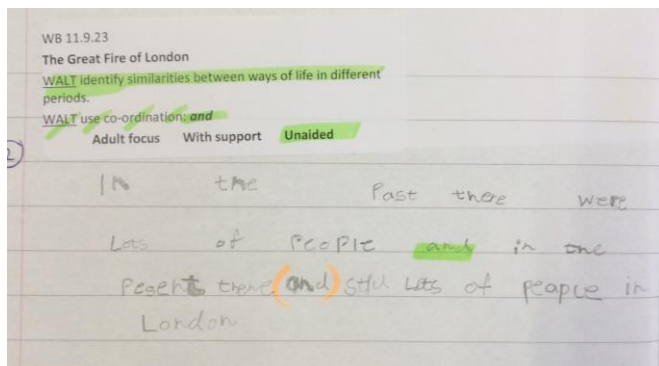 WB 11.9.23
The Great Fire of London
WALT identify similarities between ways of life in different
periods.
WALT use co-ordination: and
Adult focus With support Unaided
In the Past there were
Lots of PeoPle and in the
Pesent there (and) still Lots of peaple in
London